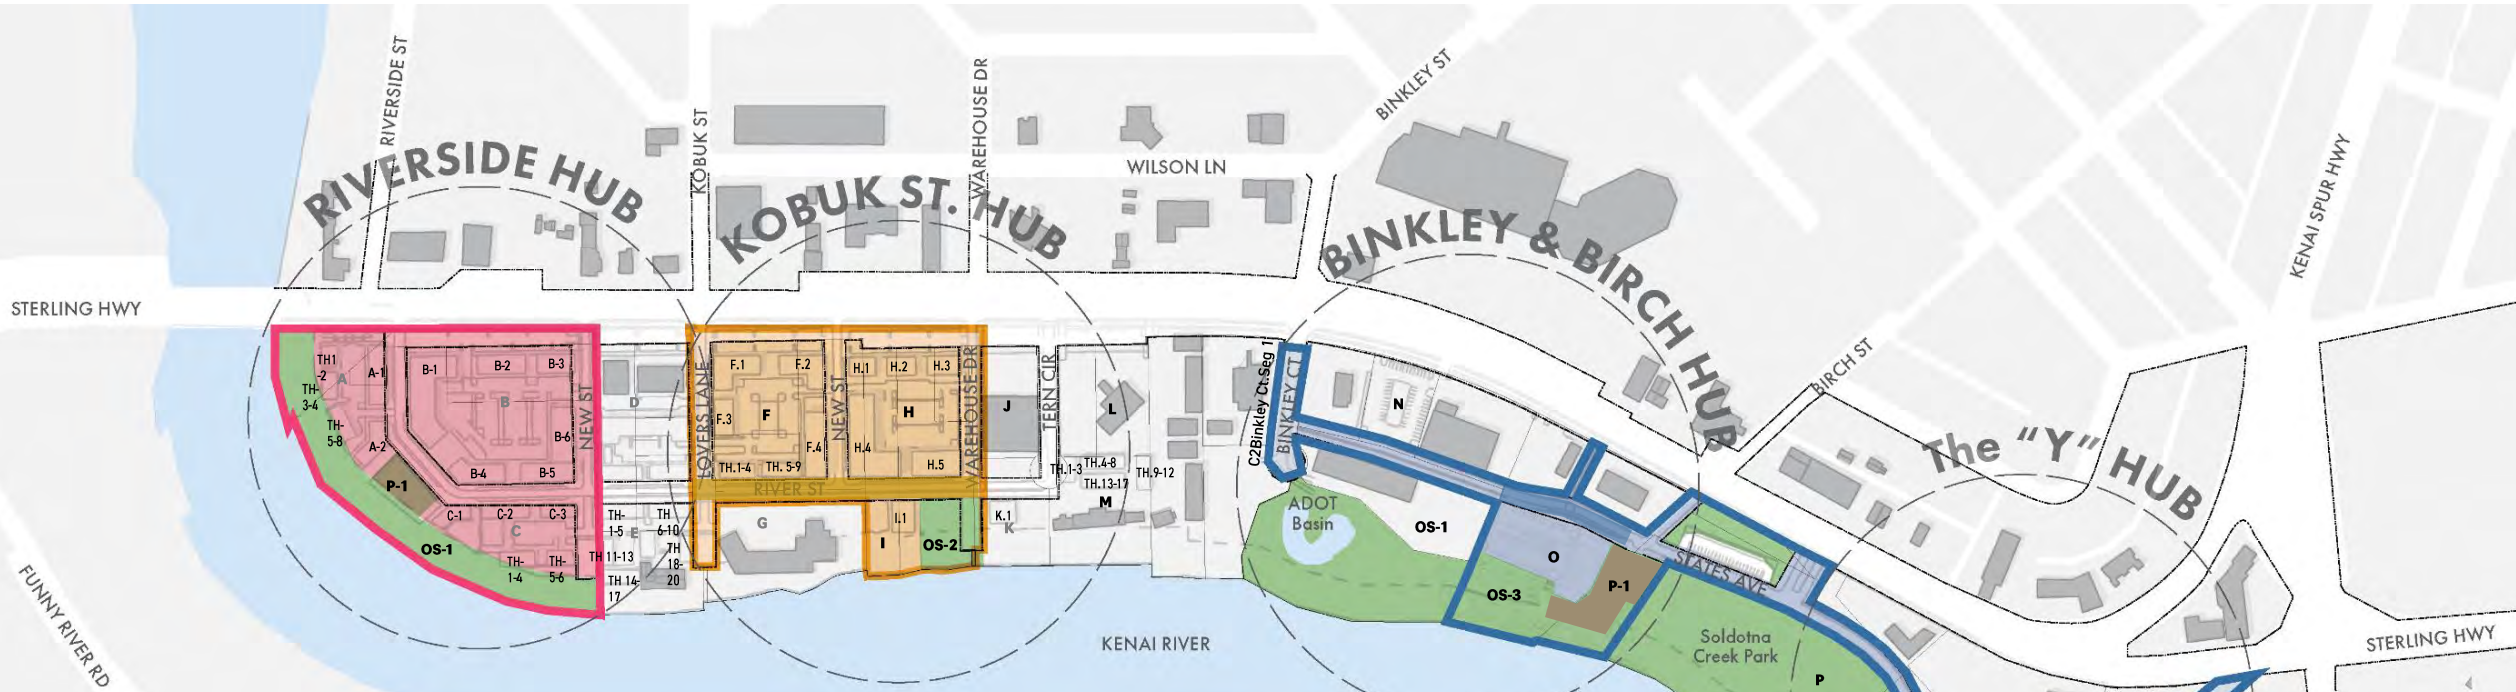 RIVERSIDE ST
KOBUK ST
WAREHOUSE DR
WILSON LN
BINKLEY ST
KENAI SPUR HWY
RIVERSIDE HUB
KOBUK ST. HUB
BINKLEY & BIRCH HUB
The “Y” HUB
BIRCH ST
STERLING HWY
FUNNY RIVER RD
TH1
-2
TH-
3-4
TH-
5-8
A
A-1
A-2
P-1
OS-1
B-1
B-2
B-3
B
B-6
B-4
B-5
C-1
C-2
C-3
C
TH-
1-4
TH-
5-6
NEW ST
D
TH-
1-5
E
TH
6-10
TH 11-13
TH
18-
20
TH 14-
17
LOVERS LANE
F.1
F.2
F.3
F
F.4
TH.1-4
TH. 5-9
NEW ST
H.1
H.2
H.3
H
H.4
H.5
WAREHOUSE DR
RIVER ST
G
I.1
I
OS-2
J
K.1
K
TERN CIR
L
TH.1-3
TH.4-8
TH.9-12
TH.13-17
M
C2Binkley Ct.Seg 1
BINKLEY CT
N
ADOT
Basin
OS-1
O
OS-3
P-1
STATES AVE
Soldotna
Creek Park
P
KENAI RIVER
STERLING HWY